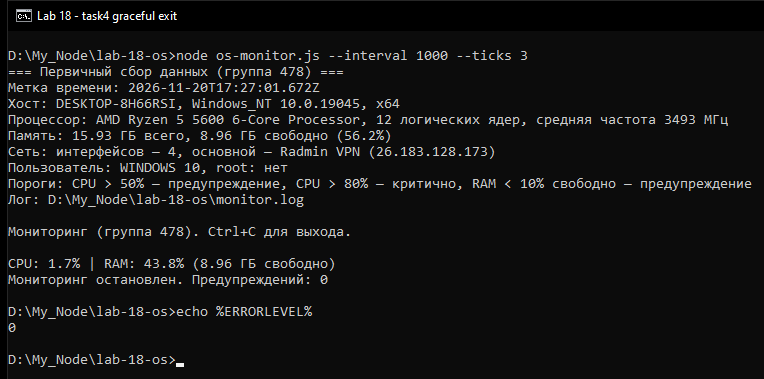 Lab 18 - task4 graceful exit
D:\My_Node\lab-18-os>node os-monitor.js --interval 1000 --ticks 3
=== Первичный сбор данных (группа 478) ===
Метка времени: 2026-11-20T17:27:01.672Z
Хост: DESKTOP-8H66RSI, Windows_NT 10.0.19045, x64
Процессор: AMD Ryzen 5 5600 6-Core Processor, 12 логических ядер, средняя частота 3493 МГц
Память: 15.93 ГБ всего, 8.96 ГБ свободно (56.2%)
Сеть: интерфейсов — 4, основной — Radmin VPN (26.183.128.173)
Пользователь: WINDOWS 10, root: нет
Пороги: CPU > 50% — предупреждение, CPU > 80% — критично, RAM < 10% свободно — предупреждение
Лог: D:\My_Node\lab-18-os\monitor.log
Мониторинг (группа 478). Ctrl+C для выхода.
CPU: 1.7% | RAM: 43.8% (8.96 ГБ свободно)
Мониторинг остановлен. Предупреждений: 0
D:\My_Node\lab-18-os>echo %ERRORLEVEL%
0
D:\My_Node\lab-18-os>